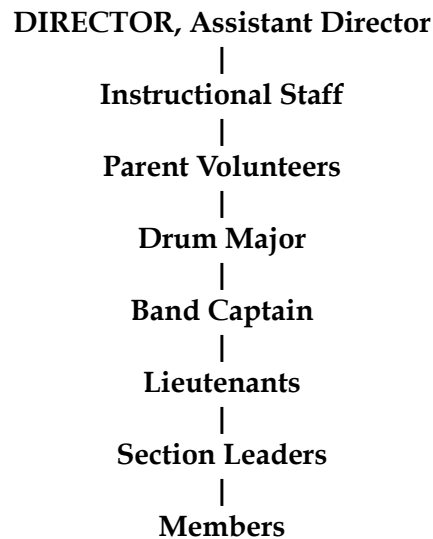 DIRECTOR, Assistant Director
|
Instructional Staff
|
Parent Volunteers
|
Drum Major
|
Band Captain
|
Lieutenants
|
Section Leaders
|
Members